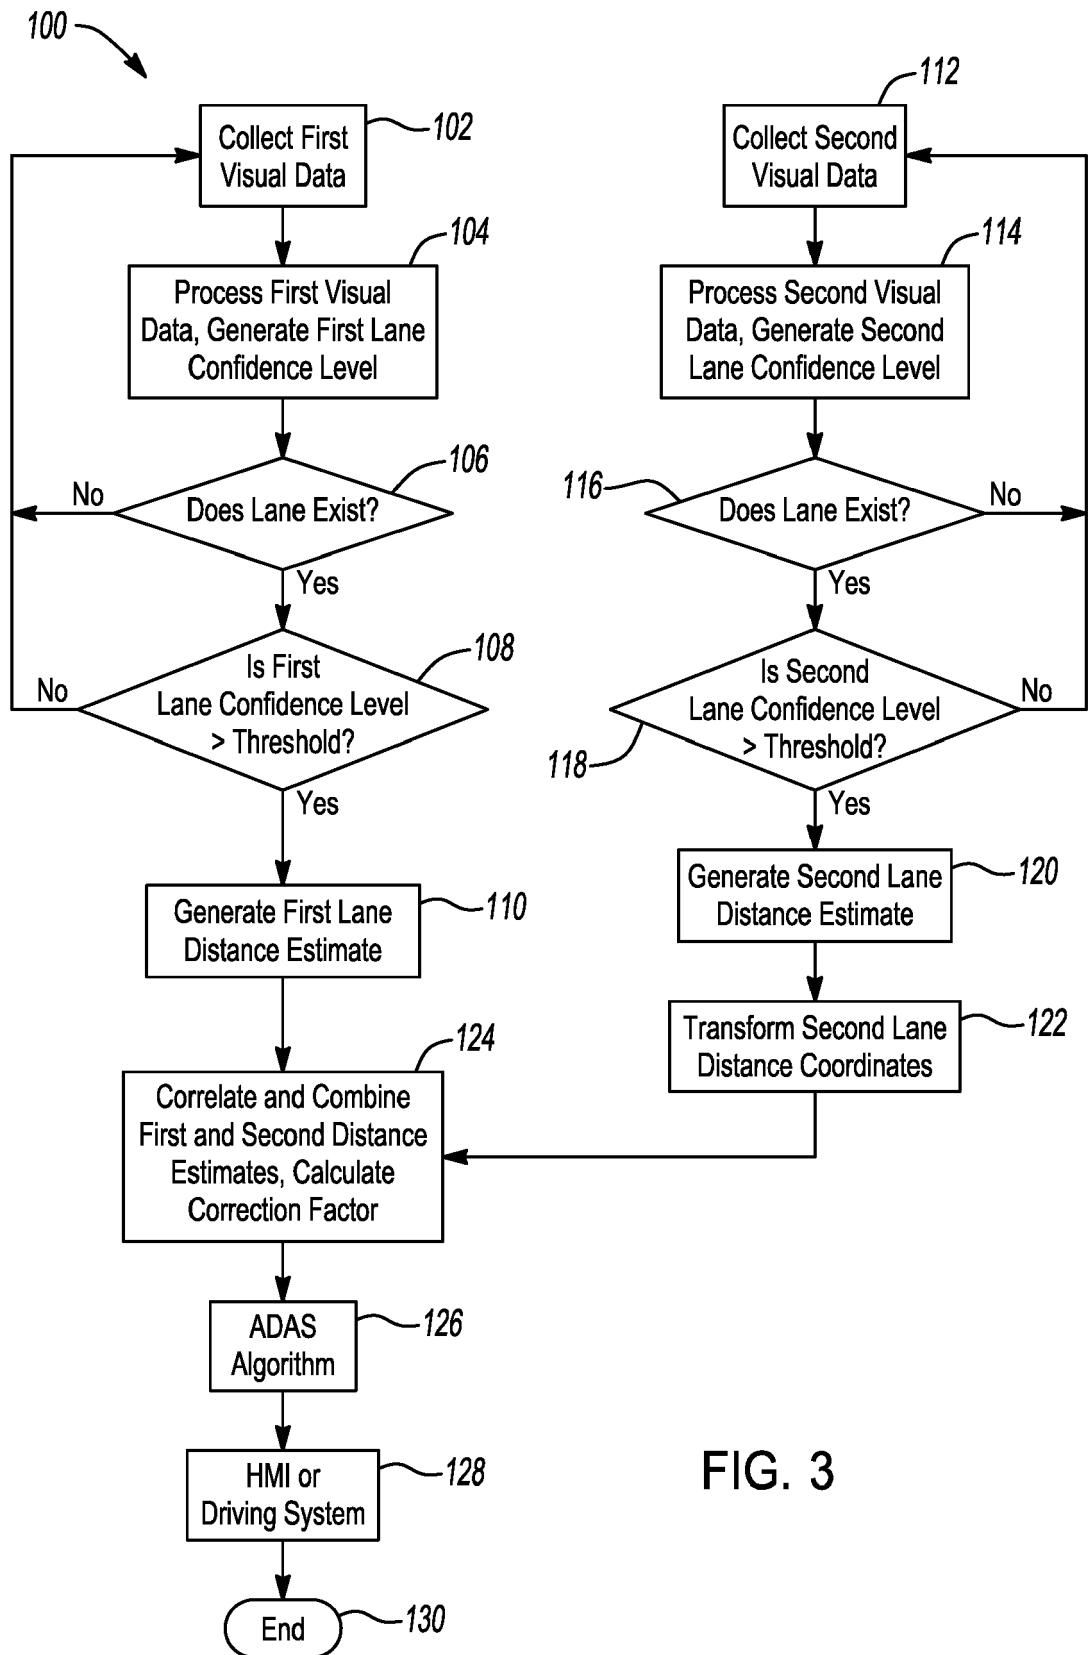 100
102
Collect First
Visual Data
104
Process First Visual
Data, Generate First Lane
Confidence Level
106
Does Lane Exist?
No
Yes
108
Is First
Lane Confidence Level
> Threshold?
No
Yes
110
Generate First Lane
Distance Estimate
112
Collect Second
Visual Data
114
Process Second Visual
Data, Generate Second
Lane Confidence Level
116
Does Lane Exist?
No
Yes
118
Is Second
Lane Confidence Level
> Threshold?
No
Yes
120
Generate Second Lane
Distance Estimate
122
Transform Second Lane
Distance Coordinates
124
Correlate and Combine
First and Second Distance
Estimates, Calculate
Correction Factor
126
ADAS
Algorithm
128
HMI or
Driving System
130
End
FIG. 3